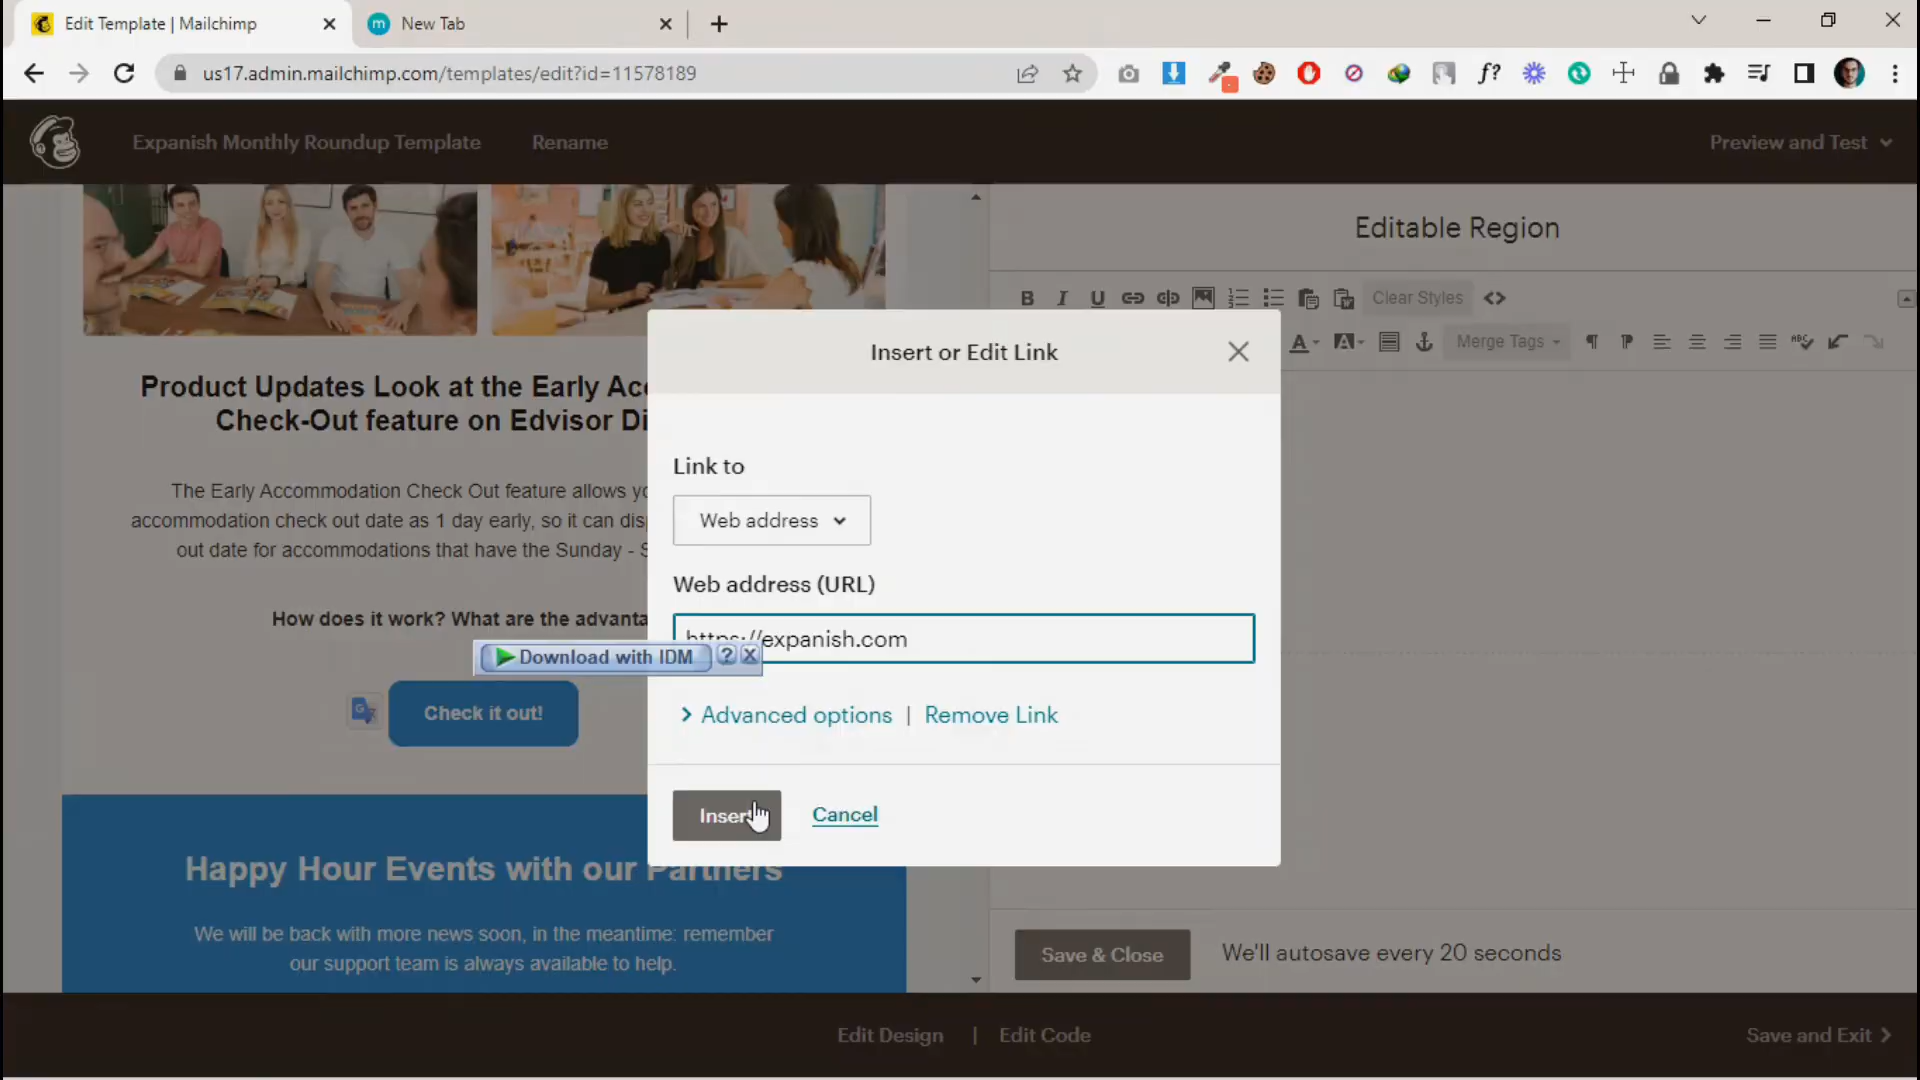 Edit Template | Mailchimp
New Tab
us17.admin.mailchimp.com/templates/edit?id=11578189
f?
Expanish Monthly Roundup Template
Rename
Preview and Test
Editable Region
B I U
Clear Styles
A
A
Merge Tags
ABC
Product Updates Look at the Early Acc
Check-Out feature on Edvisor Di
The Early Accommodation Check Out feature allows yo
accommodation check out date as 1 day early, so it can dis
out date for accommodations that have the Sunday - S
How does it work? What are the advanta
Check it out!
Happy Hour Events with our Partners
We will be back with more news soon, in the meantime: remember
our support team is always available to help.
Insert or Edit Link
Link to
Web address
Web address (URL)
https://expanish.com
Download with IDM
?
Advanced options | Remove Link
Insert
Cancel
Save & Close
We'll autosave every 20 seconds
Edit Design | Edit Code
Save and Exit